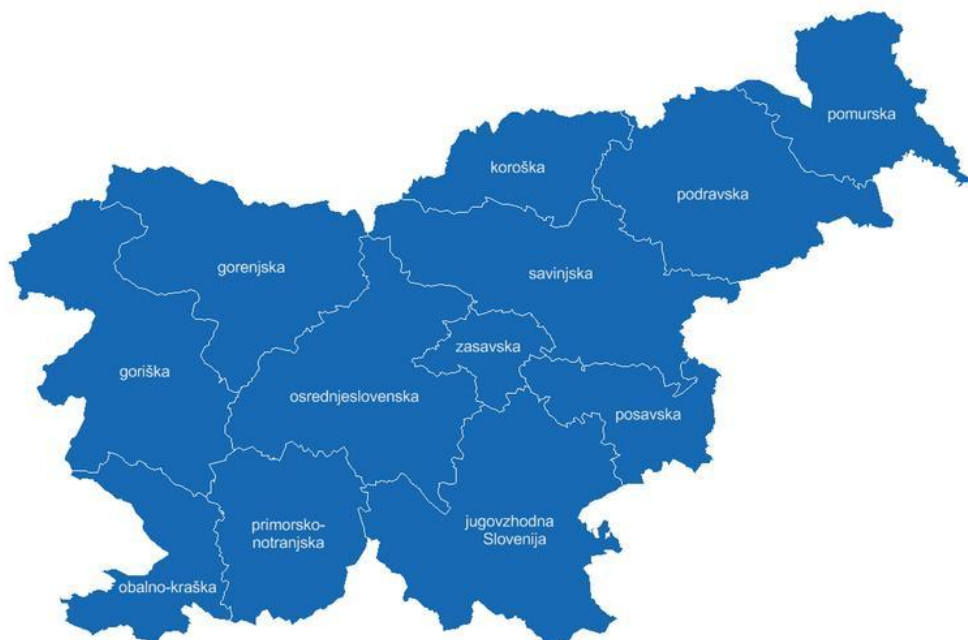 pomurska
koroška
podravska
gorenjska
savinjska
zasavska
goriška
osrednjeslovenska
posavska
primorsko-
notranjska
jugovzhodna
Slovenija
obalno-kraška